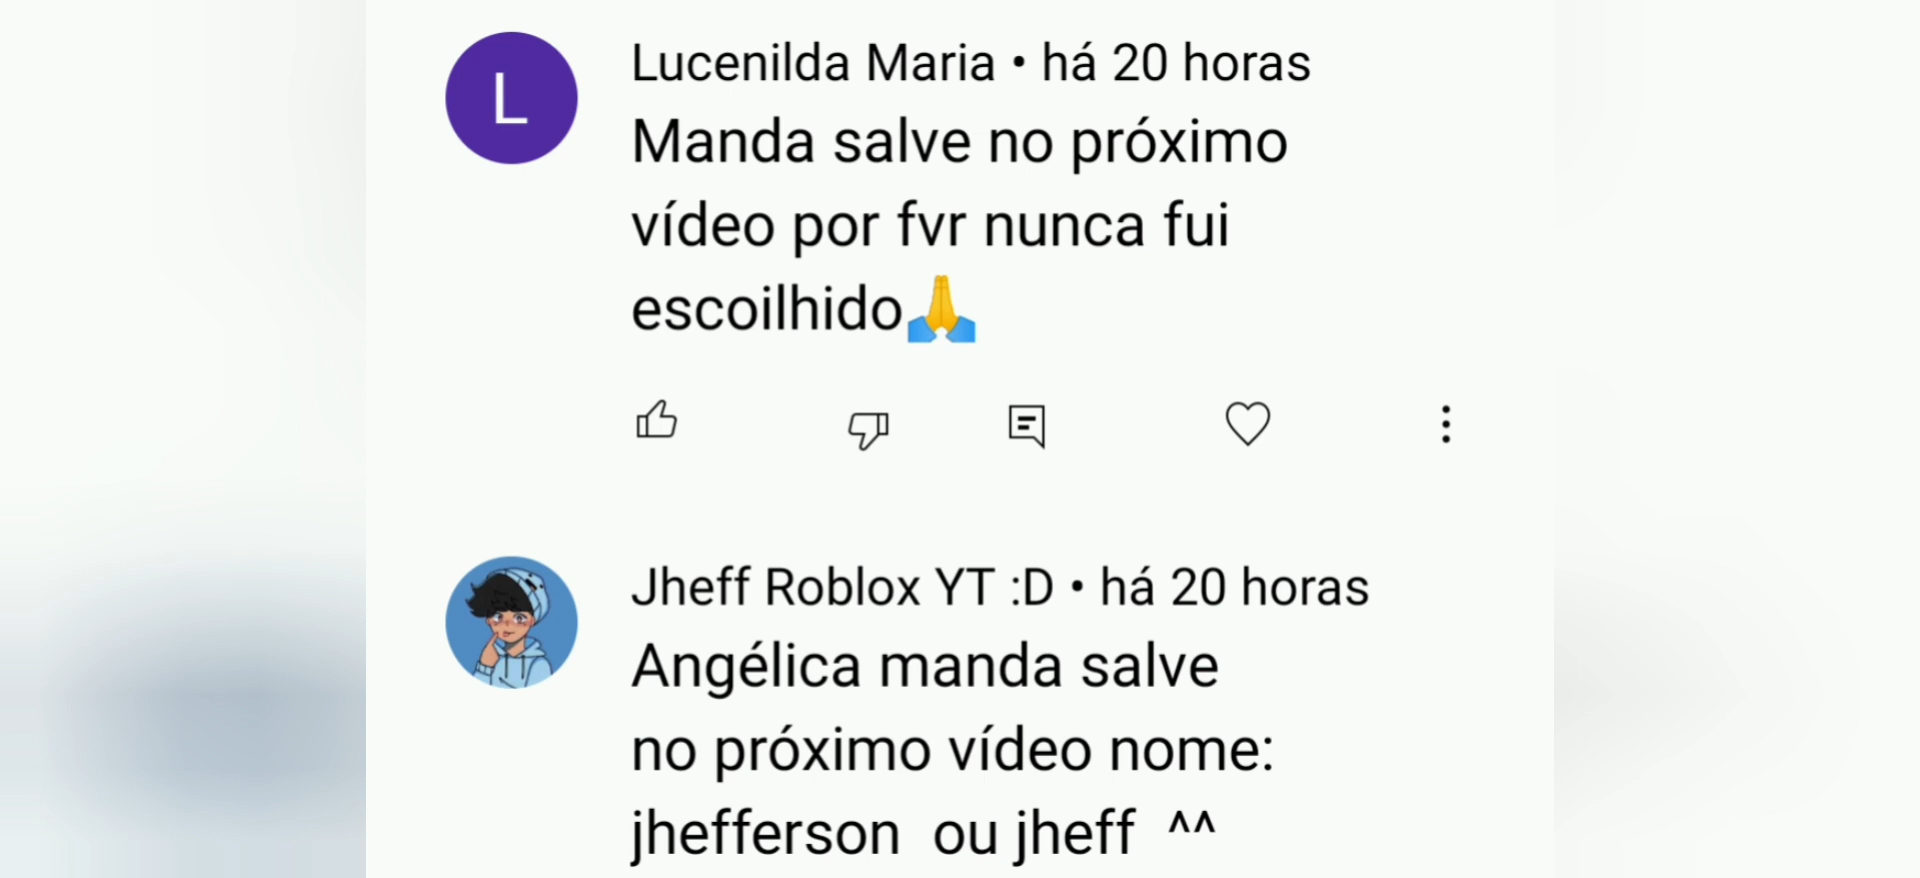 L
Lucenilda Maria • há 20 horas
Manda salve no próximo
vídeo por fvr nunca fui
escoilhido🙏
Jheff Roblox YT :D • há 20 horas
Angélica manda salve
no próximo vídeo nome:
jhefferson ou jheff ^^